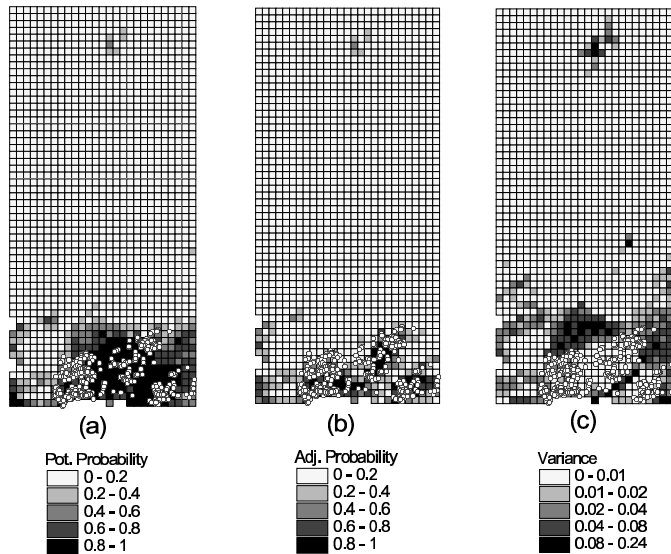 (a)
(b)
(c)
Pot. Probability
0 - 0.2
0.2 - 0.4
0.4 - 0.6
0.6 - 0.8
0.8 - 1
Adj. Probability
0 - 0.2
0.2 - 0.4
0.4 - 0.6
0.6 - 0.8
0.8 - 1
Variance
0 - 0.01
0.01 - 0.02
0.02 - 0.04
0.04 - 0.08
0.08 - 0.24